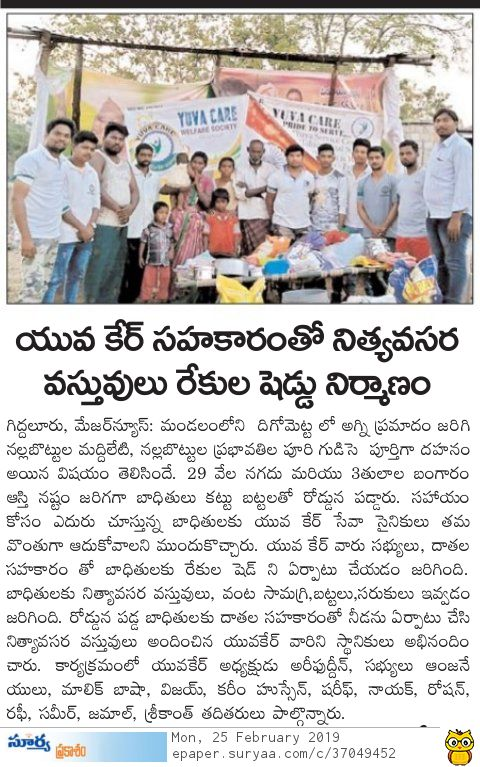 YUVA CARE
WELFARE SOCIETY
YUVA CARE
YUVA CARE
PRIDE TO SERVE...
యువ కేర్ సహకారంతో నిత్యవసర
వస్తువులు రేకుల షెడ్డు నిర్మాణం
గిద్దలూరు, మేజర్‌న్యూస్: మండలంలోని దిగోమెట్ట లో అగ్ని ప్రమాదం జరిగి
నల్లబొట్టుల మద్దిలేటి, నల్లబొట్టుల ప్రభావతిల పూరి గుడిసె పూర్తిగా దహనం
అయిన విషయం తెలిసిందే. 29 వేల నగదు మరియు 3తులాల బంగారం
ఆస్తి నష్టం జరిగగా బాధితులు కట్టు బట్టలతో రోడ్డున పడ్డారు. సహాయం
కోసం ఎదురు చూస్తున్న బాధితులకు యువ కేర్ సేవా సైనికులు తమ
వొంతుగా ఆదుకోవాలని ముందుకొచ్చారు. యువ కేర్ వారు సభ్యులు, దాతల
సహకారం తో బాధితులకు రేకుల షెడ్ ని ఏర్పాటు చేయడం జరిగింది.
బాధితులకు నిత్యావసర వస్తువులు, వంట సామగ్రి,బట్టలు,సరుకులు ఇవ్వడం
జరిగింది. రోడ్డున పడ్డ బాధితులకు దాతల సహకారంతో నీడను ఏర్పాటు చేసి
నిత్యావసర వస్తువులు అందించిన యువకేర్ వారిని స్థానికులు అభినందిం
చారు. కార్యక్రమంలో యువకేర్ అధ్యక్షుడు అరీఫుద్దీన్, సభ్యులు ఆంజనే
యులు, మాలిక్ బాషా, విజయ్, కరీం హుస్సేన్, షరీఫ్, నాయక్, రోషన్,
రఫీ, సమీర్, జమాల్, శ్రీకాంత్ తదితరులు పాల్గొన్నారు.
సూర్య ప్రకాశం
Mon, 25 February 2019
epaper.suryaa.com/c/37049452